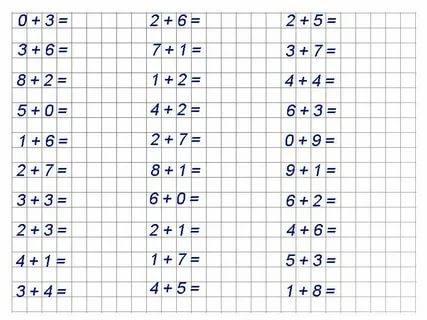 0 + 3 = 2 + 6 = 2 + 5 =
3 + 6 = 7 + 1 = 3 + 7 =
8 + 2 = 1 + 2 = 4 + 4 =
5 + 0 = 4 + 2 = 6 + 3 =
1 + 6 = 2 + 7 = 0 + 9 =
2 + 7 = 8 + 1 = 9 + 1 =
3 + 3 = 6 + 0 = 6 + 2 =
2 + 3 = 2 + 1 = 4 + 6 =
4 + 1 = 1 + 7 = 5 + 3 =
3 + 4 = 4 + 5 = 1 + 8 =